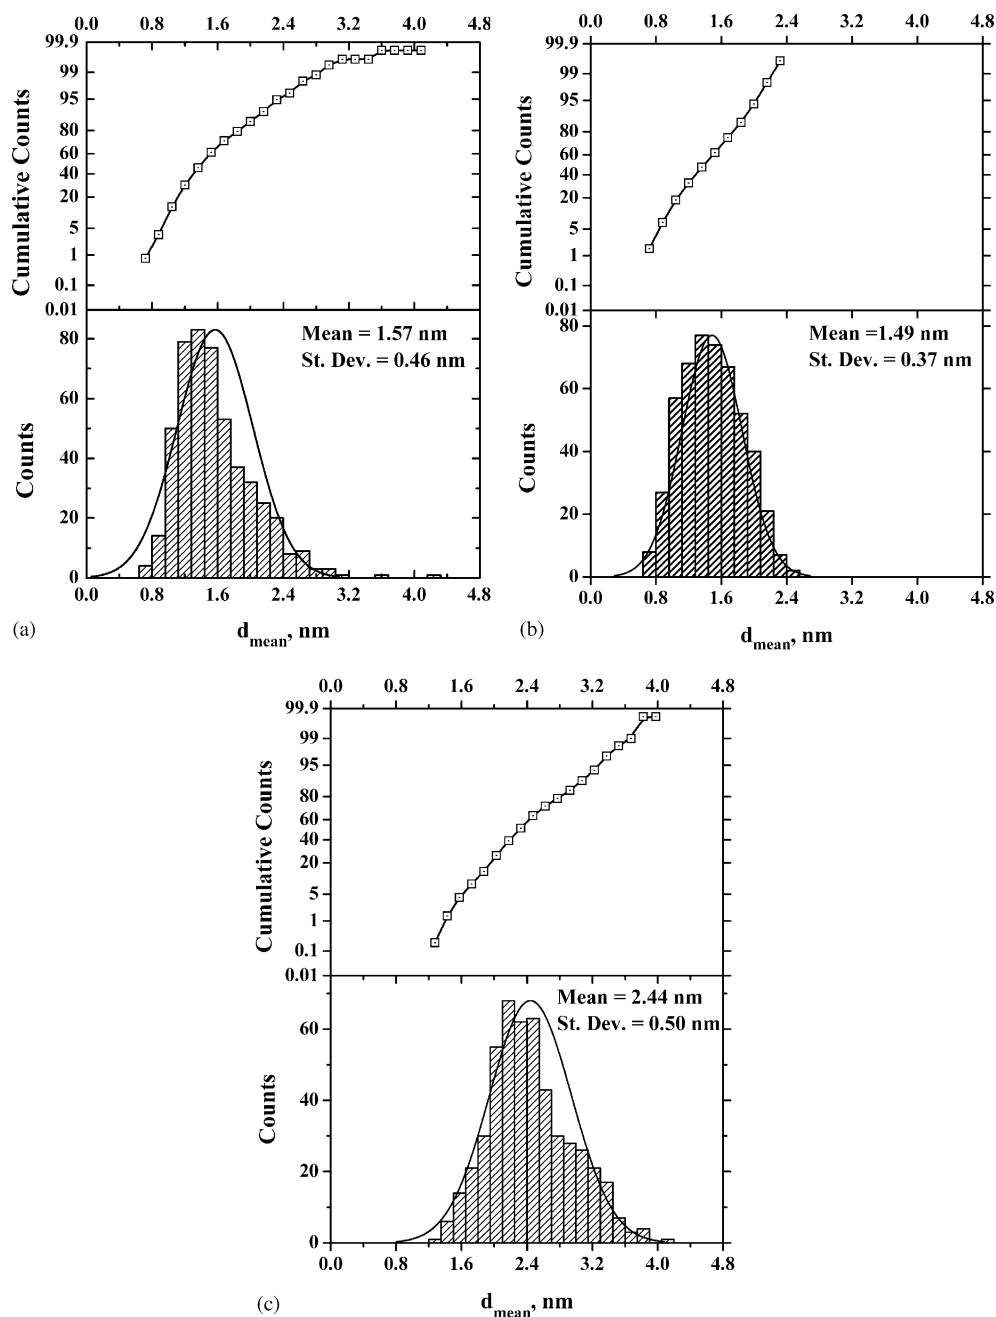 0.0 0.8 1.6 2.4 3.2 4.0 4.8
99.9
99
95
80
60
40
20
5
1
0.1
0.01
Cumulative Counts
Mean = 1.57 nm
St. Dev. = 0.46 nm
80
60
40
20
0
Counts
0.0 0.8 1.6 2.4 3.2 4.0 4.8
(a)
d_mean, nm
0.0 0.8 1.6 2.4 3.2 4.0 4.8
99.9
99
95
80
60
40
20
5
1
0.1
0.01
Cumulative Counts
Mean =1.49 nm
St. Dev. = 0.37 nm
80
60
40
20
0
Counts
0.0 0.8 1.6 2.4 3.2 4.0 4.8
(b)
d_mean, nm
0.0 0.8 1.6 2.4 3.2 4.0 4.8
99.9
99
95
80
60
40
20
5
1
0.1
0.01
Cumulative Counts
Mean = 2.44 nm
St. Dev. = 0.50 nm
60
40
20
0
Counts
0.0 0.8 1.6 2.4 3.2 4.0 4.8
(c)
d_mean, nm